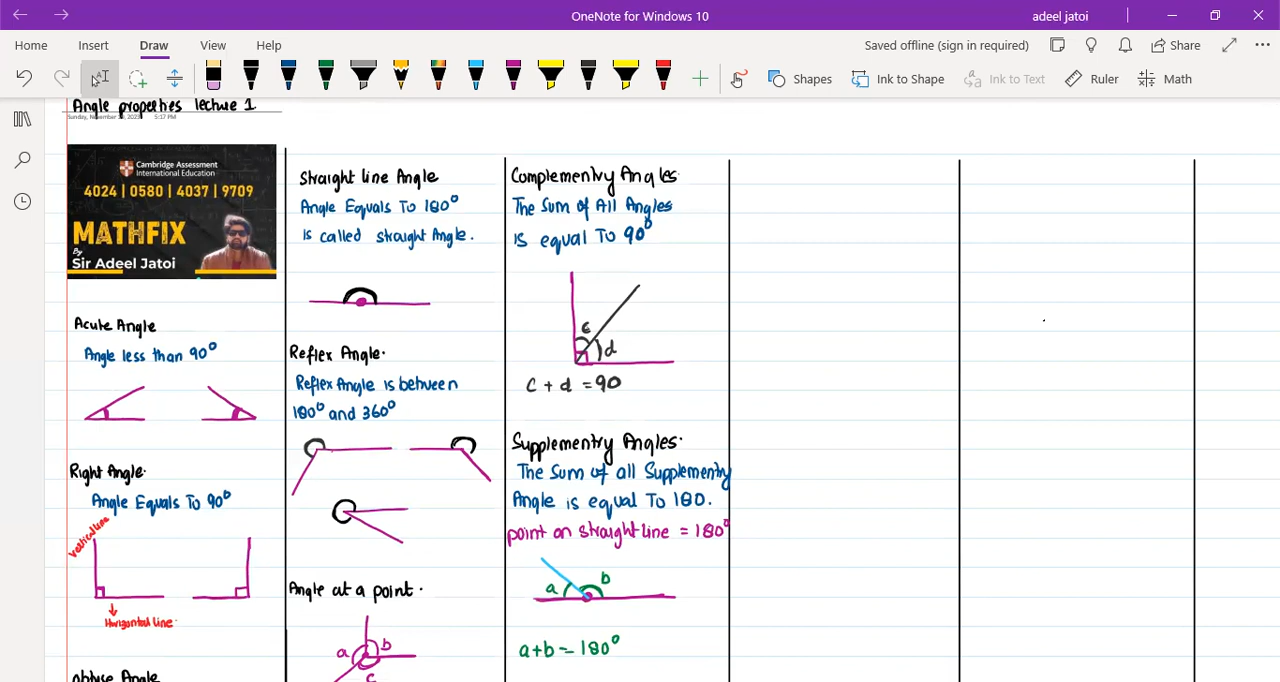 OneNote for Windows 10
adeel jatoi
Home
Insert
Draw
View
Help
Saved offline (sign in required)
Share
Shapes
Ink to Shape
Ink to Text
Ruler
Math
Angle properties lecture 1
5:17 PM
Cambridge Assessment
International Education
4024 | 0580 | 4037 | 9709
MATHFIX
By
Sir Adeel Jatoi
Acute Angle
Angle less than 90°
Right Angle.
Angle Equals To 90°
vertical line
Horizontal line
obtuse Angle
Straight line Angle
Angle Equals To 180°
is called straight Angle.
Reflex Angle.
Reflex Angle is between
180° and 360°
Angle at a point.
a
b
c
Complementry Angles
The Sum of All Angles
is equal To 90°
c
d
c + d = 90
Supplementry Angles.
The Sum of all Supplementry
Angle is equal To 180.
point on straight line = 180°
a
b
a+b = 180°